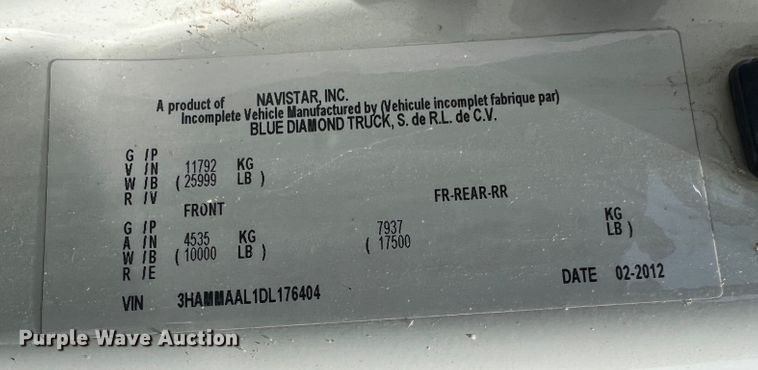 A product of NAVISTAR, INC.
Incomplete Vehicle Manufactured by (Vehicule incomplet fabrique par)
BLUE DIAMOND TRUCK, S. de R.L. de C.V.
G /P
V /N 11792 KG
W /B ( 25999 LB )
R /V
FRONT FR-REAR-RR
G /P
A /N 4535 KG 7937 KG
W /B ( 10000 LB ) ( 17500 LB )
R /E
VIN 3HAMMAAL1DL176404 DATE 02-2012
Purple Wave Auction